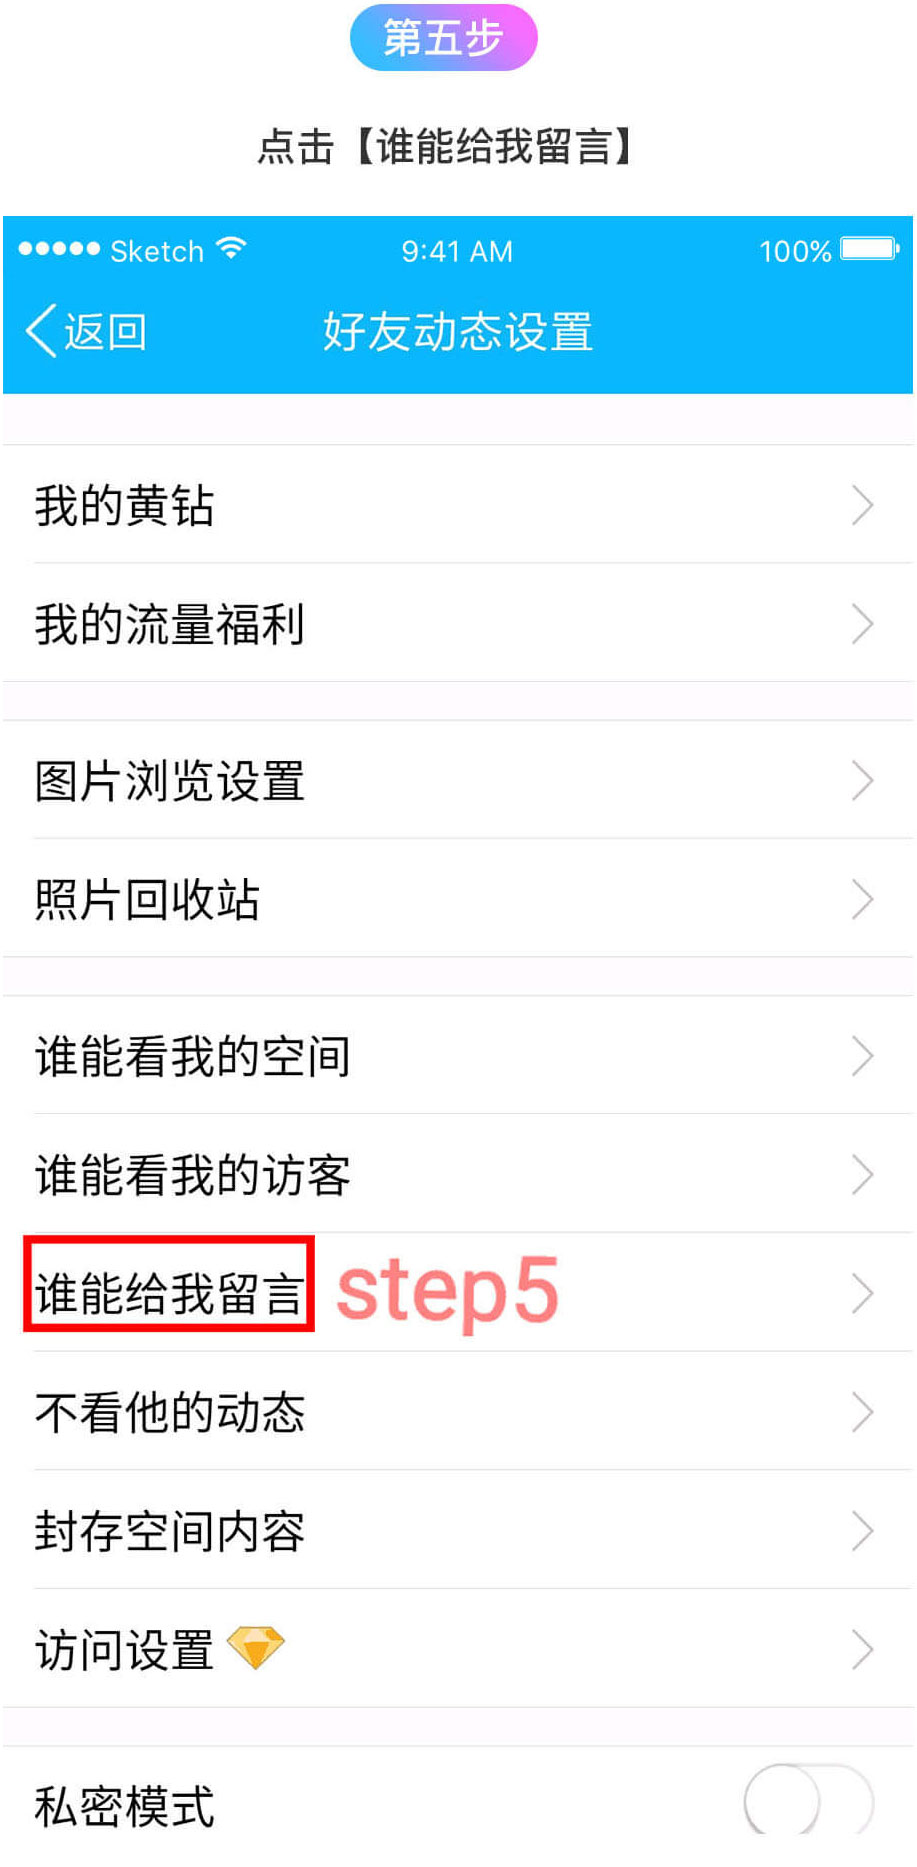 第五步
点击【谁能给我留言】
Sketch 9:41 AM 100%
返回 好友动态设置
我的黄钻
我的流量福利
图片浏览设置
照片回收站
谁能看我的空间
谁能看我的访客
谁能给我留言 step5
不看他的动态
封存空间内容
访问设置
私密模式